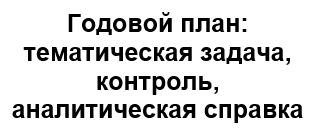 Годовой план:
тематическая задача,
контроль,
аналитическая справка